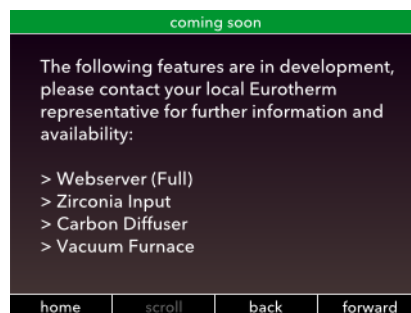 coming soon
The following features are in development,
please contact your local Eurotherm
representative for further information and
availability:
> Webserver (Full)
> Zirconia Input
> Carbon Diffuser
> Vacuum Furnace
home scroll back forward